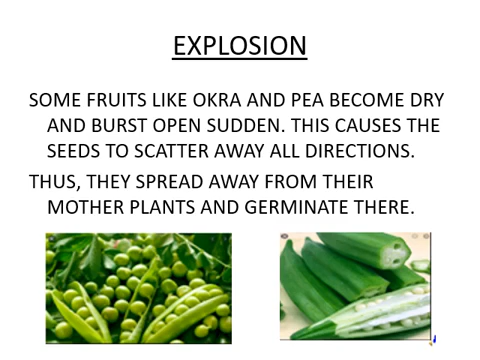 EXPLOSION
SOME FRUITS LIKE OKRA AND PEA BECOME DRY
AND BURST OPEN SUDDEN. THIS CAUSES THE
SEEDS TO SCATTER AWAY ALL DIRECTIONS.
THUS, THEY SPREAD AWAY FROM THEIR
MOTHER PLANTS AND GERMINATE THERE.